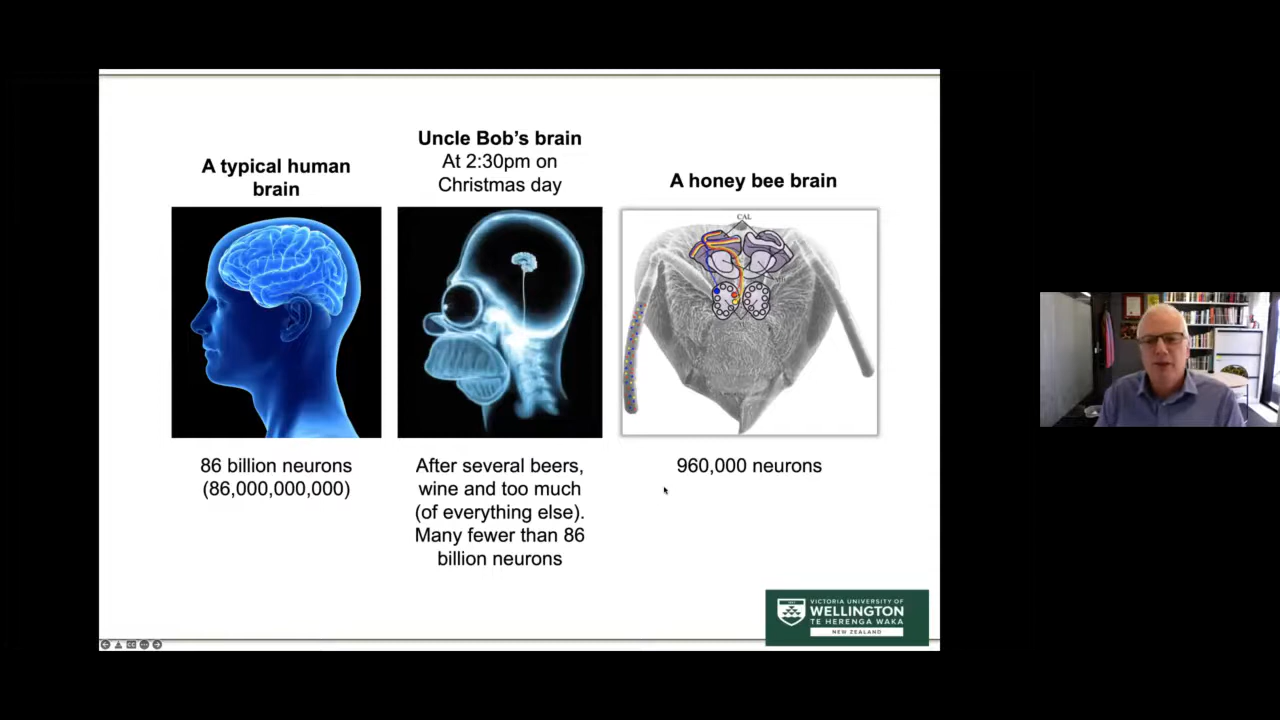 A typical human
brain
Uncle Bob's brain
At 2:30pm on
Christmas day
A honey bee brain
CAL
86 billion neurons
(86,000,000,000)
After several beers,
wine and too much
(of everything else).
Many fewer than 86
billion neurons
960,000 neurons
VICTORIA UNIVERSITY OF
WELLINGTON
TE HERENGA WAKA
NEW ZEALAND